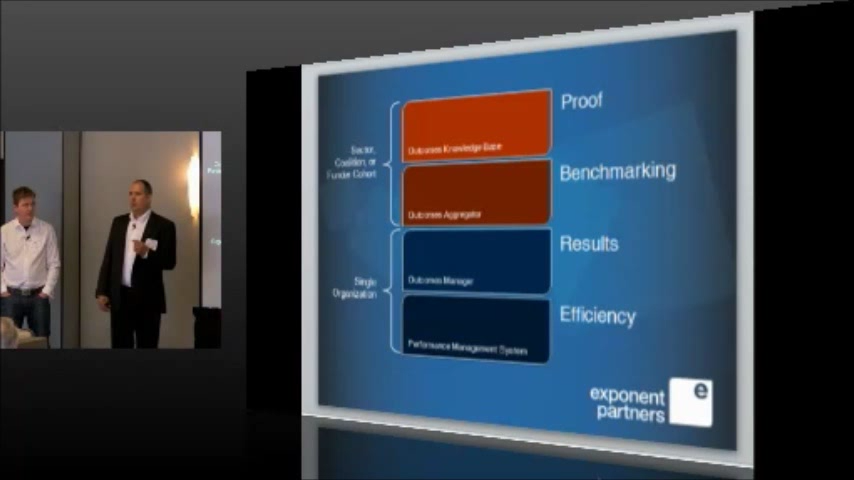 Proof
Outcomes Knowledge Base
Sector,
Coalition, or
Funder Cohort
Benchmarking
Outcomes Aggregator
Results
Outcomes Manager
Single
Organization
Efficiency
Performance Management System
exponent
partners
e